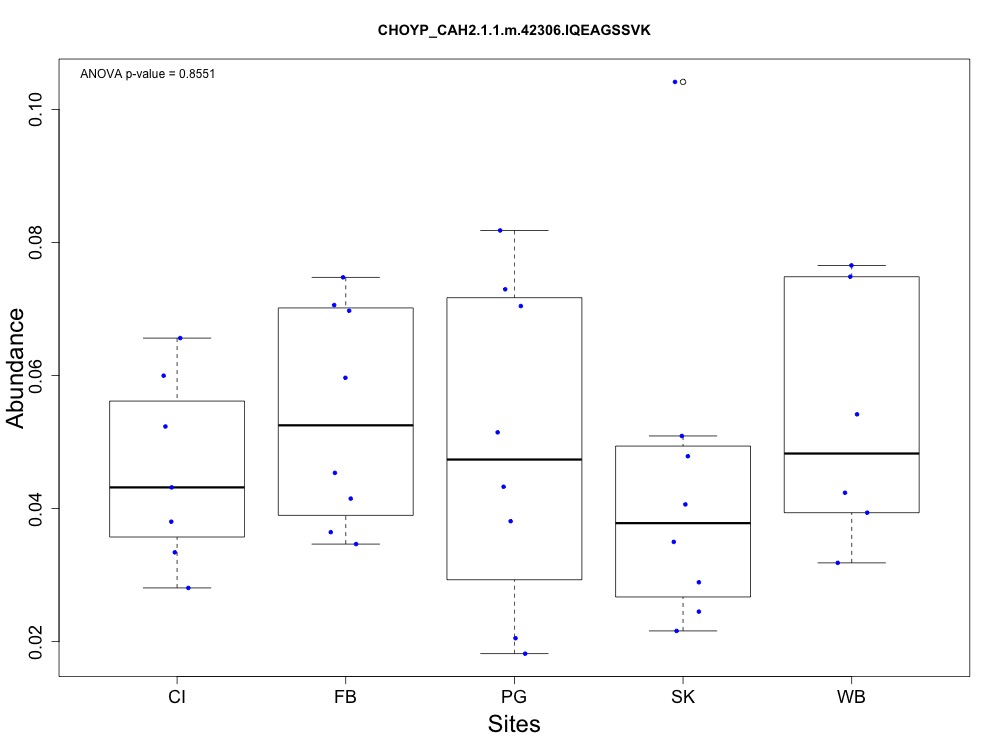 CHOYP_CAH2.1.1.m.42306.IQEAGSSVK
ANOVA p-value = 0.8551
0.10
0.08
0.06
0.04
0.02
Abundance
CI FB PG SK WB
Sites